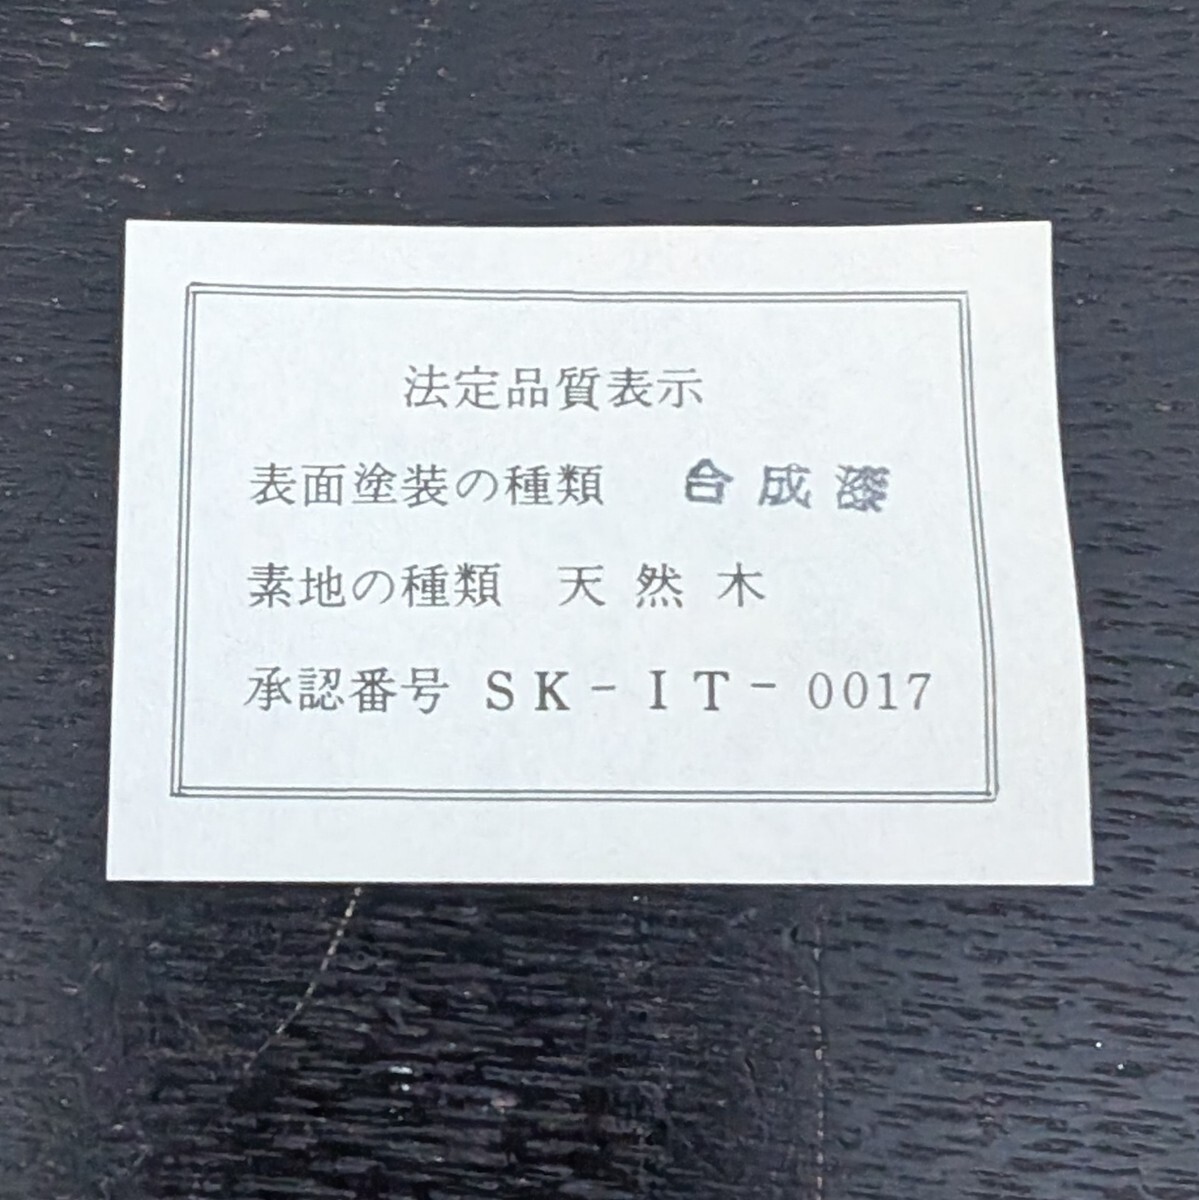 法定品質表示
表面塗装の種類 合成漆
素地の種類 天然木
承認番号 SK-IT-0017